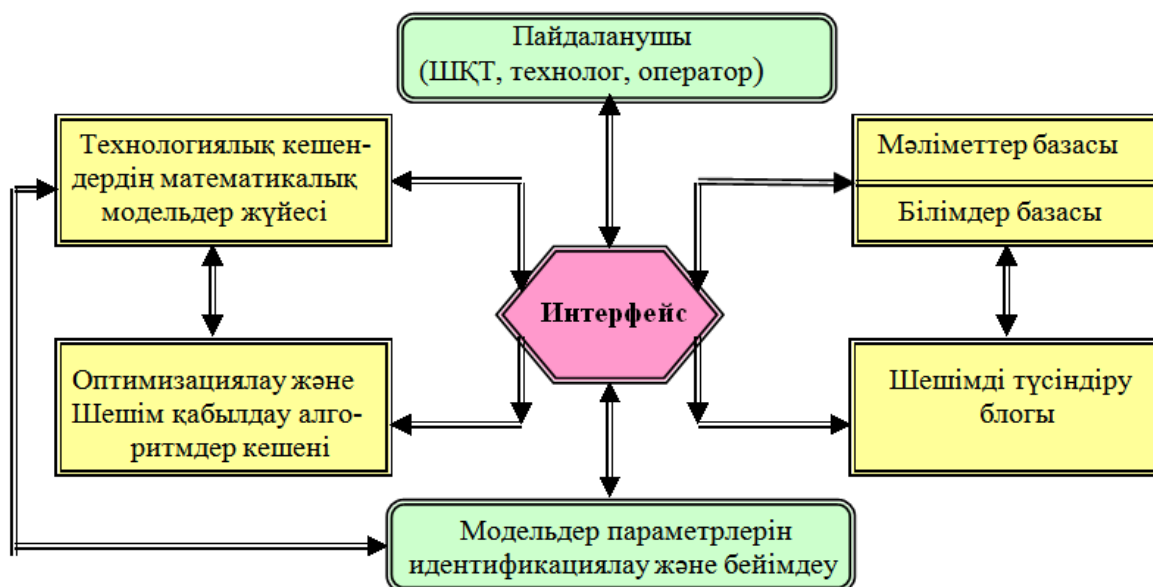 Пайдаланушы
(ШҚТ, технолог, оператор)
Технологиялық кешен-
дердің математикалық
модельдер жүйесі
Мәліметтер базасы
Білімдер базасы
Интерфейс
Оптимизациялау және
Шешім қабылдау алго-
ритмдер кешені
Шешімді түсіндіру
блогы
Модельдер параметрлерін
идентификациялау және бейімдеу